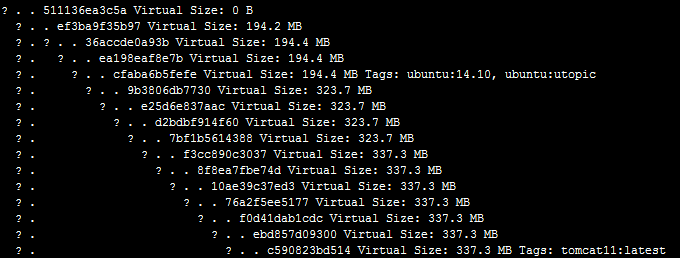 ? . . 511136ea3c5a Virtual Size: 0 B
? . . ef3ba9f35b97 Virtual Size: 194.2 MB
? . ? . . 36accde0a93b Virtual Size: 194.4 MB
? . ? . . ea198eaf8e7b Virtual Size: 194.4 MB
? . ? . . cfaba6b5fefe Virtual Size: 194.4 MB Tags: ubuntu:14.10, ubuntu:utopic
? . ? . . 9b3806db7730 Virtual Size: 323.7 MB
? . ? . . e25d6e837aac Virtual Size: 323.7 MB
? . ? . . d2bdbf914f60 Virtual Size: 323.7 MB
? . ? . . 7bf1b5614388 Virtual Size: 323.7 MB
? . ? . . f3cc890c3037 Virtual Size: 337.3 MB
? . ? . . 8f8ea7fbe74d Virtual Size: 337.3 MB
? . ? . . 10ae39c37ed3 Virtual Size: 337.3 MB
? . ? . . 76a2f5ee5177 Virtual Size: 337.3 MB
? . ? . . f0d41dab1cdc Virtual Size: 337.3 MB
? . ? . . ebd857d09300 Virtual Size: 337.3 MB
? . ? . . c590823bd514 Virtual Size: 337.3 MB Tags: tomcat11:latest